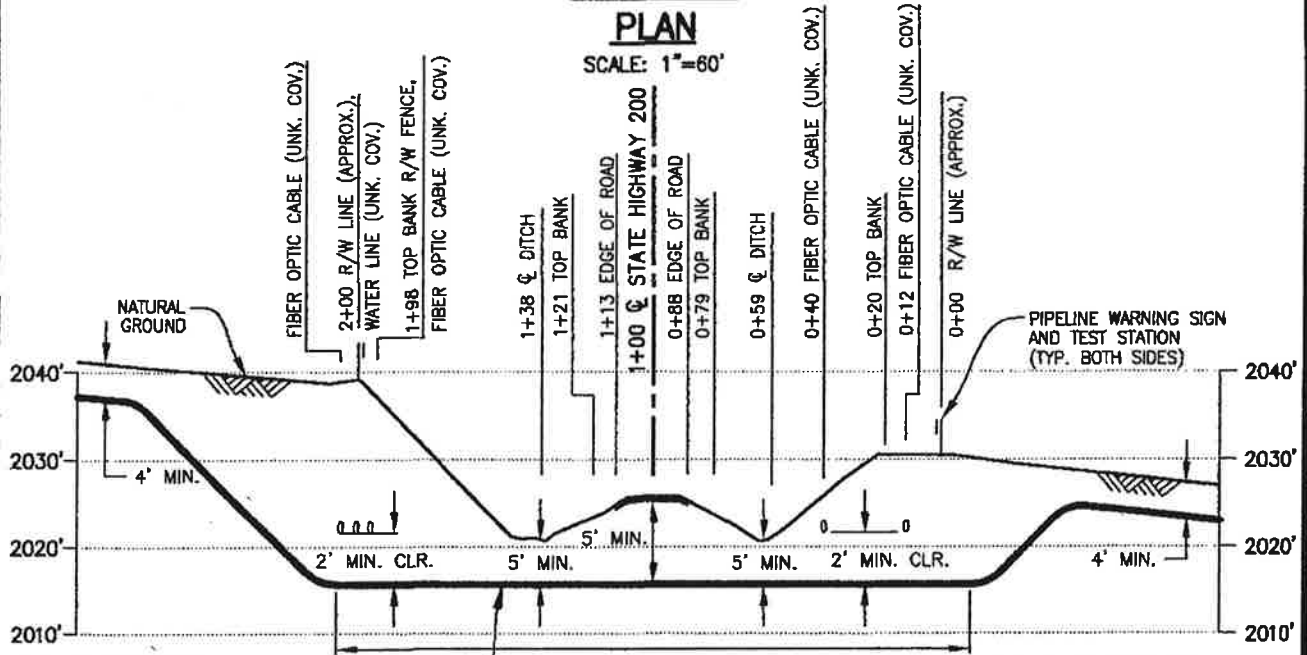 PLAN
SCALE: 1"=60'
FIBER OPTIC CABLE (UNK. COV.)
2+00 R/W LINE (APPROX.),
WATER LINE (UNK. COV.)
1+98 TOP BANK R/W FENCE,
FIBER OPTIC CABLE (UNK. COV.)
1+38 ℄ DITCH
1+21 TOP BANK
1+13 EDGE OF ROAD
1+00 ℄ STATE HIGHWAY 200
0+88 EDGE OF ROAD
0+79 TOP BANK
0+59 ℄ DITCH
0+40 FIBER OPTIC CABLE (UNK. COV.)
0+20 TOP BANK
0+12 FIBER OPTIC CABLE (UNK. COV.)
0+00 R/W LINE (APPROX.)
NATURAL
GROUND
PIPELINE WARNING SIGN
AND TEST STATION
(TYP. BOTH SIDES)
2040'
2040'
2030'
4' MIN.
2030'
2020'
2' MIN. CLR.
5' MIN.
5' MIN.
5' MIN.
2' MIN. CLR.
4' MIN.
2020'
2010'
2010'